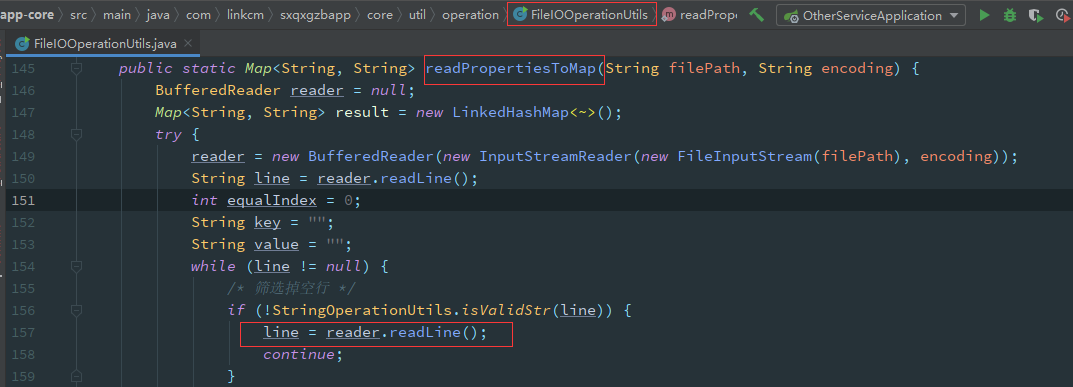 app-core src main java com linkcm sxqxgzbapp core util operation FileIOOperationUtils readPrope OtherServiceApplication
FileIOOperationUtils.java
145 public static Map<String, String> readPropertiesToMap(String filePath, String encoding) {
146 BufferedReader reader = null;
147 Map<String, String> result = new LinkedHashMap<~>();
148 try {
149 reader = new BufferedReader(new InputStreamReader(new FileInputStream(filePath), encoding));
150 String line = reader.readLine();
151 int equalIndex = 0;
152 String key = "";
153 String value = "";
154 while (line != null) {
155 /* 筛选掉空行 */
156 if (!StringOperationUtils.isValidStr(line)) {
157 line = reader.readLine();
158 continue;
159 }